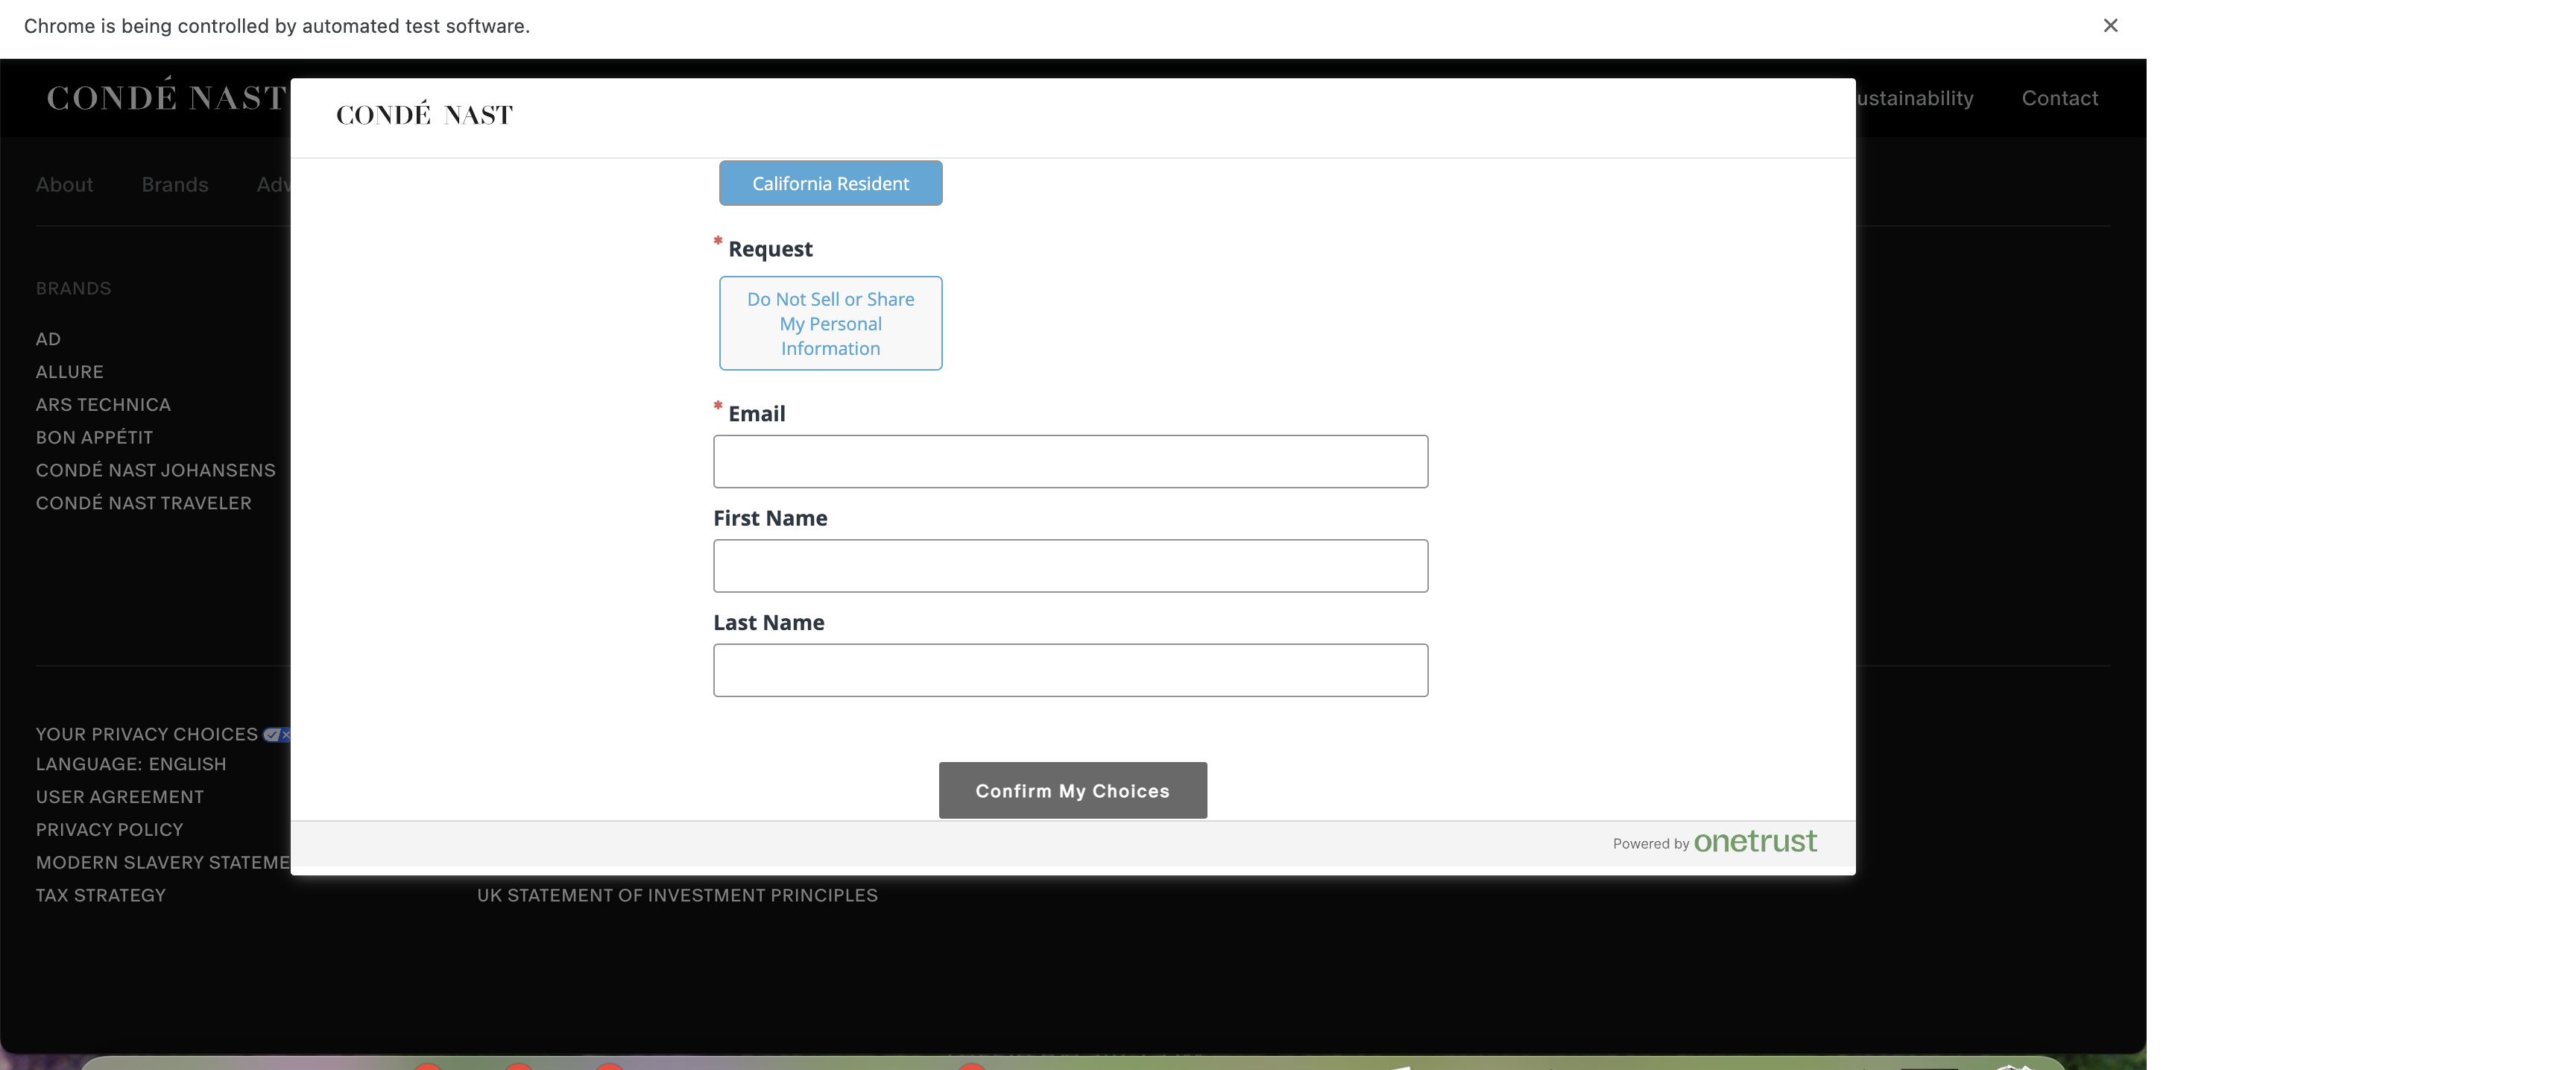 Chrome is being controlled by automated test software.
CONDÉ NAST
ustainability
Contact
CONDÉ NAST
About
Brands
Adv
California Resident
* Request
Do Not Sell or Share
My Personal
Information
BRANDS
AD
ALLURE
ARS TECHNICA
BON APPÉTIT
CONDÉ NAST JOHANSENS
CONDÉ NAST TRAVELER
* Email
First Name
Last Name
YOUR PRIVACY CHOICES
LANGUAGE: ENGLISH
USER AGREEMENT
PRIVACY POLICY
MODERN SLAVERY STATEME
TAX STRATEGY
UK STATEMENT OF INVESTMENT PRINCIPLES
Confirm My Choices
Powered by onetrust